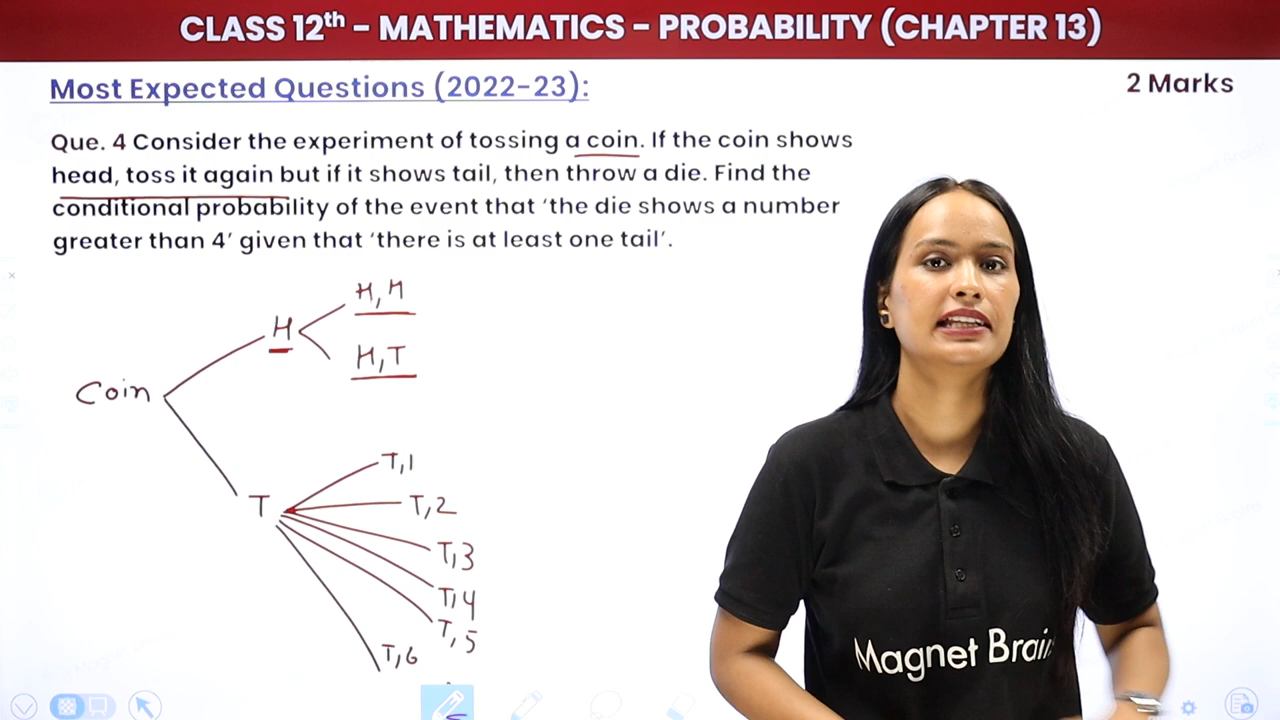 CLASS 12th - MATHEMATICS - PROBABILITY (CHAPTER 13)
Most Expected Questions (2022-23):
2 Marks
Que. 4 Consider the experiment of tossing a coin. If the coin shows
head, toss it again but if it shows tail, then throw a die. Find the
conditional probability of the event that ‘the die shows a number
greater than 4’ given that ‘there is at least one tail’.
H, H
H
H, T
Coin
T,1
T
T,2
T,3
T,4
T,5
T,6
Magnet Brai